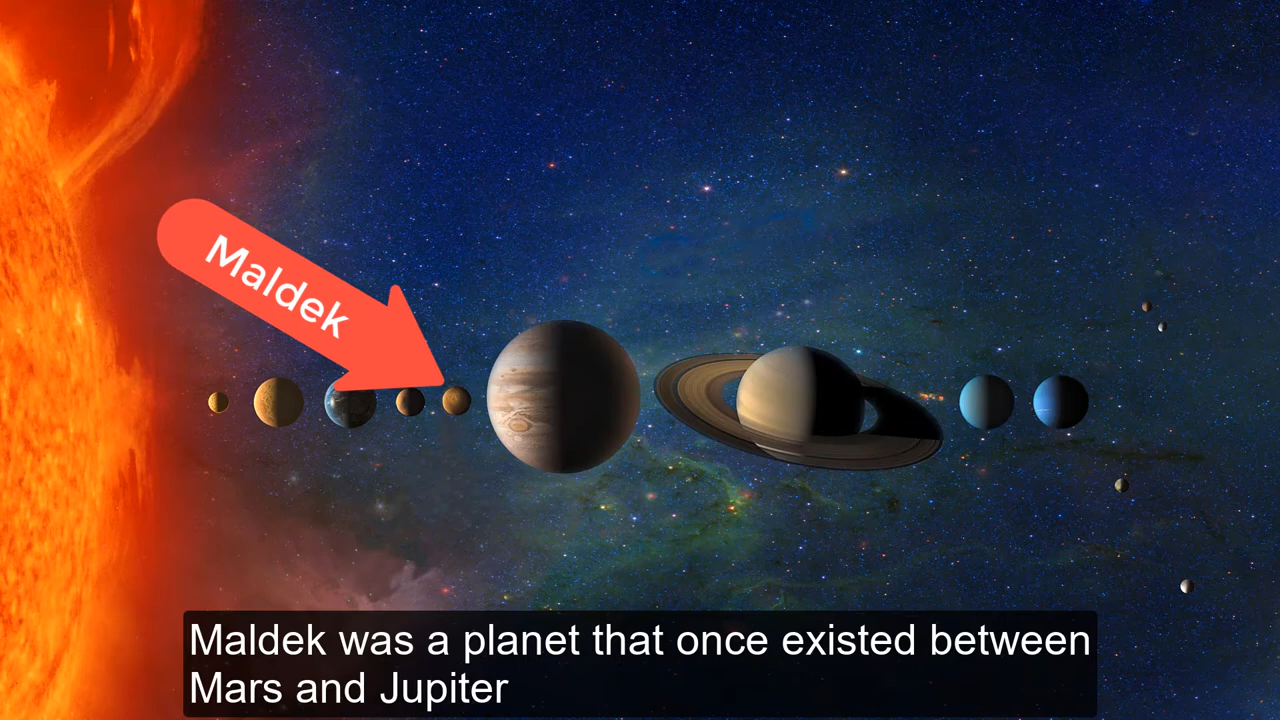 Maldek
Maldek was a planet that once existed between
Mars and Jupiter